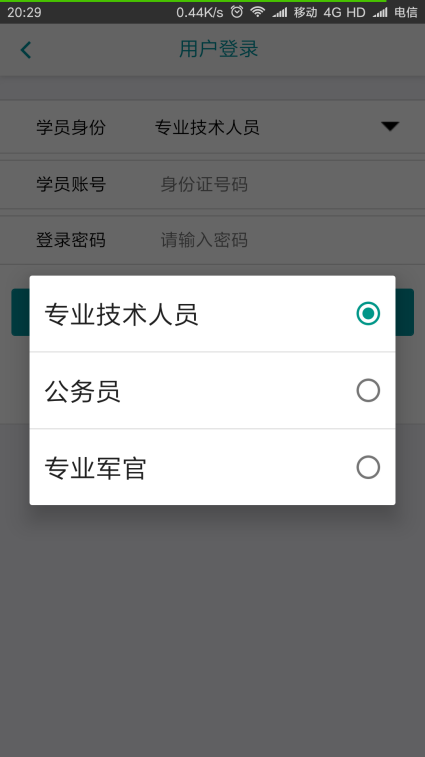 20:29 0.44K/s 移动 4G HD 电信
用户登录
学员身份 专业技术人员
学员账号 身份证号码
登录密码 请输入密码
专业技术人员
公务员
专业军官